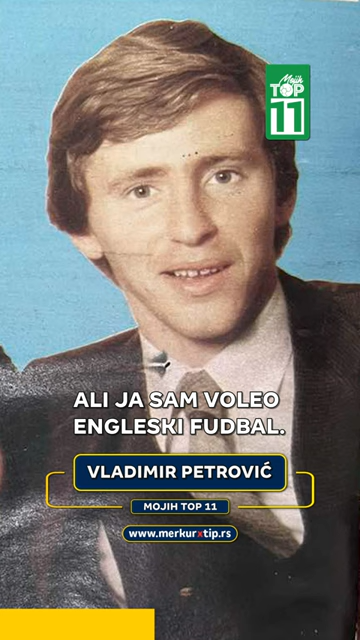 Mojih
TOP
11
ALI JA SAM VOLEO
ENGLESKI FUDBAL.
VLADIMIR PETROVIĆ
MOJIH TOP 11
www.merkurxtip.rs